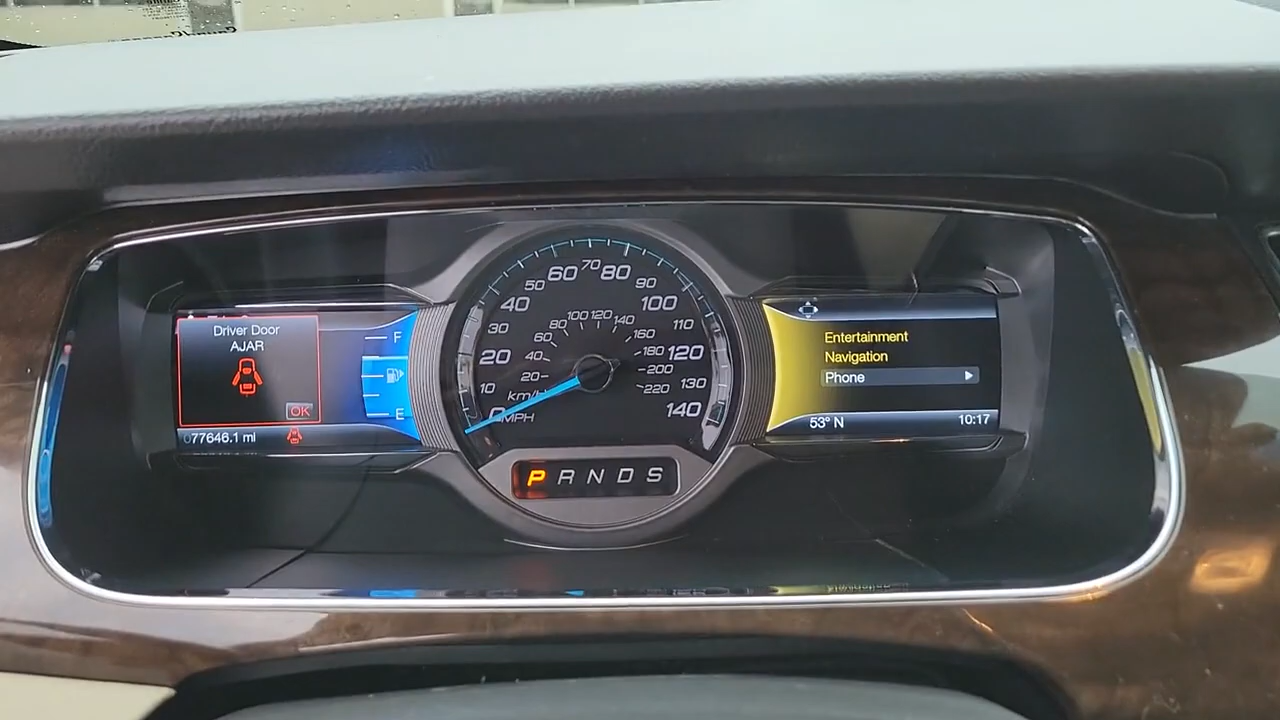 Driver Door
AJAR
OK
077646.1 mi
F
E
0
10
20
30
40
50
60
70
80
90
100
110
120
130
140
MPH
km/h
20
40
60
80
100
120
140
160
180
200
220
P R N D S
Entertainment
Navigation
Phone
53° N
10:17